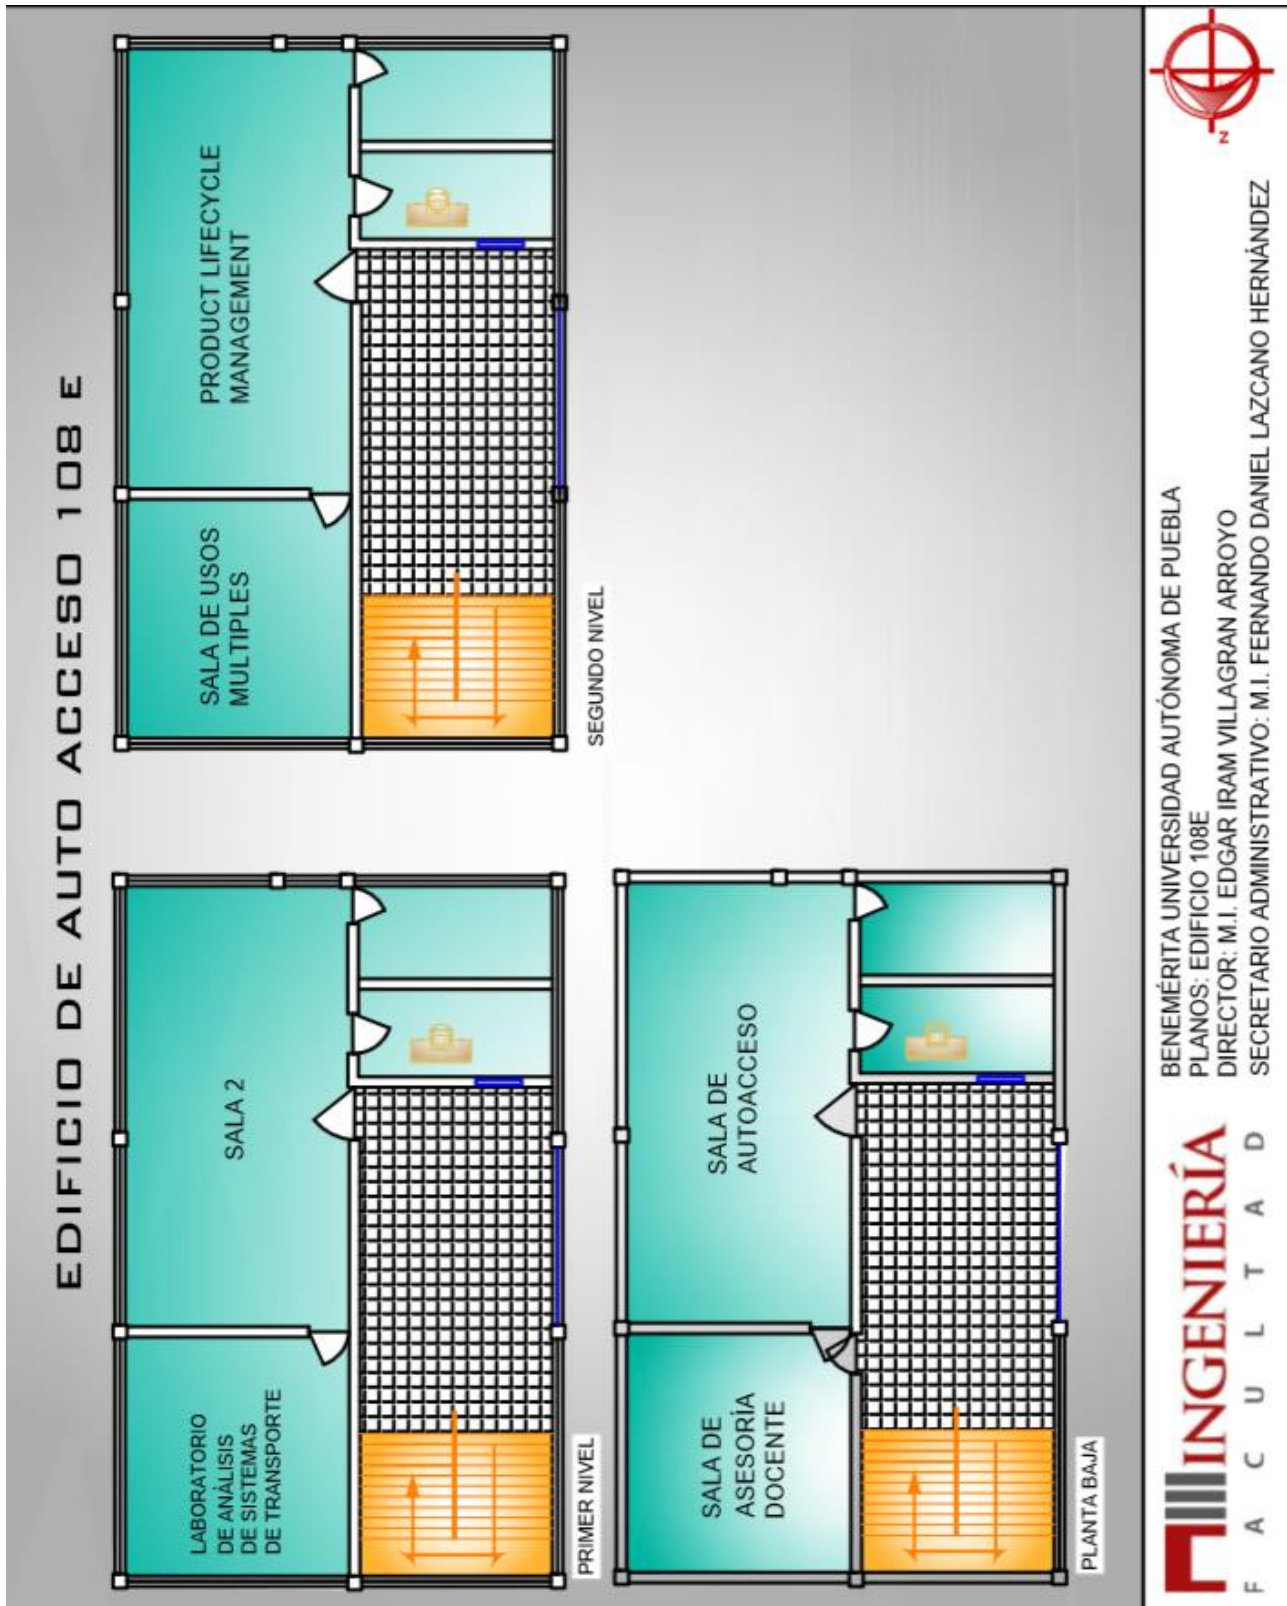 EDIFICIO DE AUTO ACCESO 108 E
LABORATORIO
DE ANÁLISIS
DE SISTEMAS
DE TRANSPORTE
SALA 2
PRIMER NIVEL
SALA DE USOS
MULTIPLES
PRODUCT LIFECYCLE
MANAGEMENT
SEGUNDO NIVEL
SALA DE
ASESORÍA
DOCENTE
SALA DE
AUTOACCESO
PLANTA BAJA
INGENIERÍA
FACULTAD
BENEMÉRITA UNIVERSIDAD AUTÓNOMA DE PUEBLA
PLANOS: EDIFICIO 108E
DIRECTOR: M.I. EDGAR IRAM VILLAGRAN ARROYO
SECRETARIO ADMINISTRATIVO: M.I. FERNANDO DANIEL LAZCANO HERNÁNDEZ
N